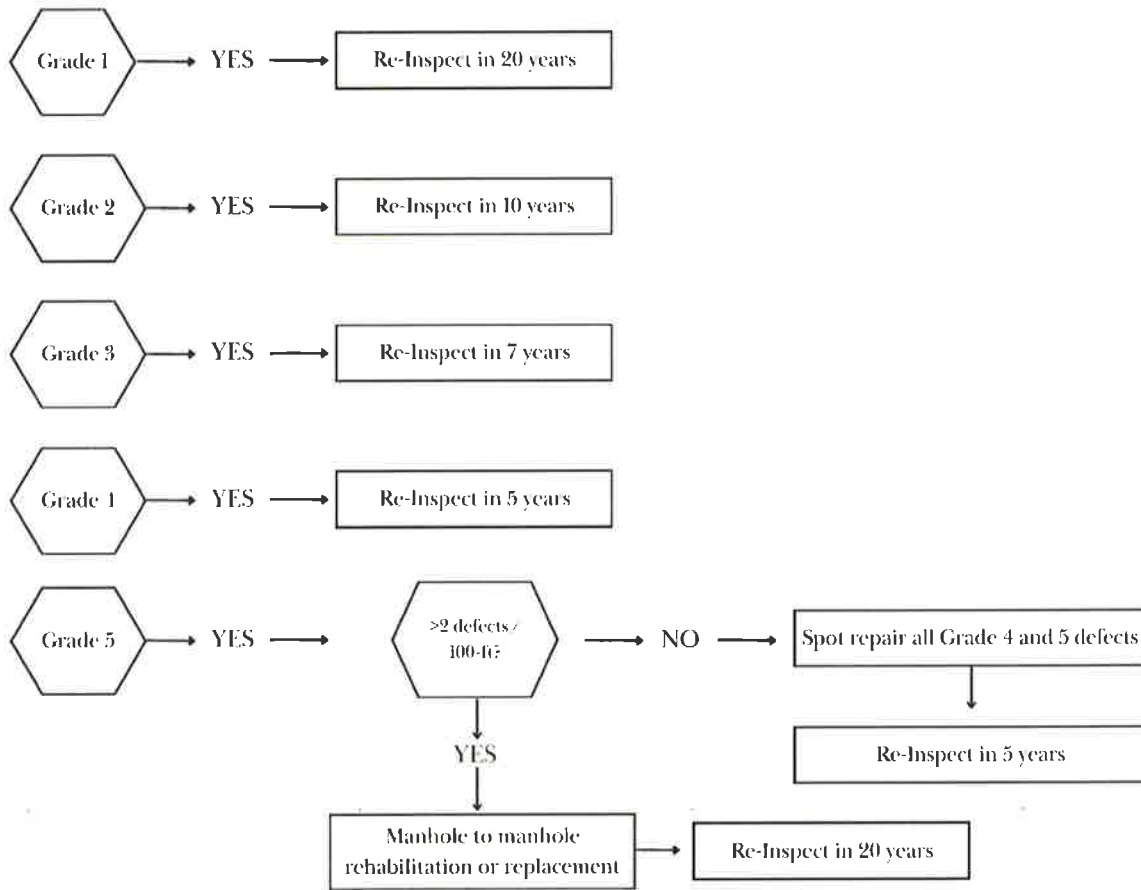 Grade 1 YES Re-Inspect in 20 years
Grade 2 YES Re-Inspect in 10 years
Grade 3 YES Re-Inspect in 7 years
Grade 4 YES Re-Inspect in 5 years
Grade 5 YES
>2 defects /
100-ft?
NO
Spot repair all Grade 4 and 5 defects
Re-Inspect in 5 years
YES
Manhole to manhole
rehabilitation or replacement
Re-Inspect in 20 years